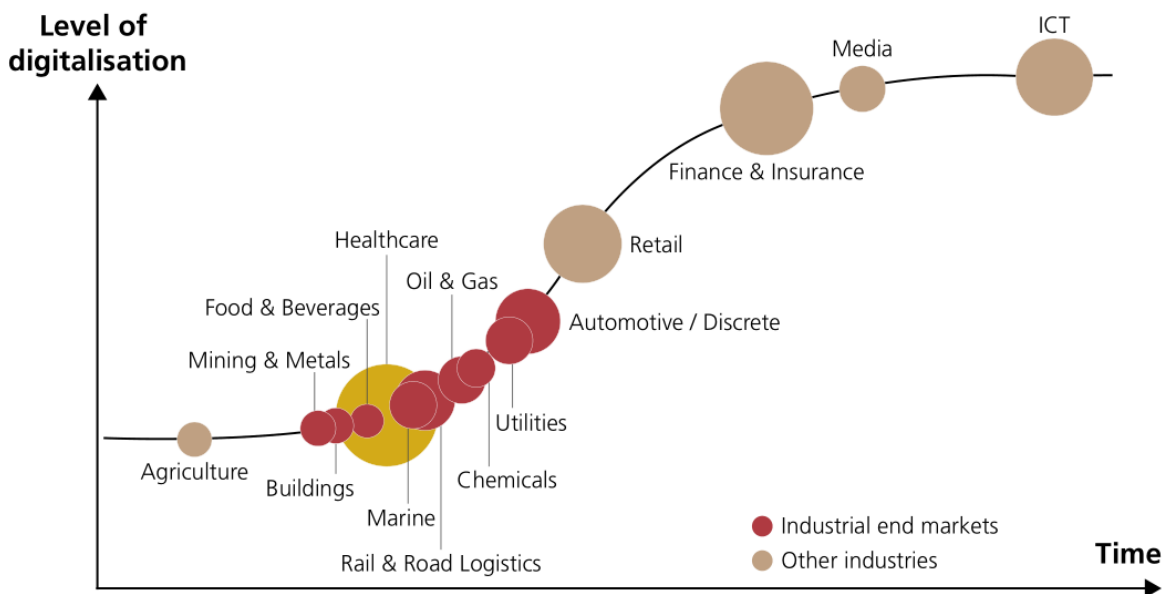 Level of
digitalisation
ICT
Media
Finance & Insurance
Healthcare
Retail
Oil & Gas
Food & Beverages
Automotive / Discrete
Mining & Metals
Utilities
Agriculture
Chemicals
Buildings
Marine
Industrial end markets
Rail & Road Logistics
Other industries
Time